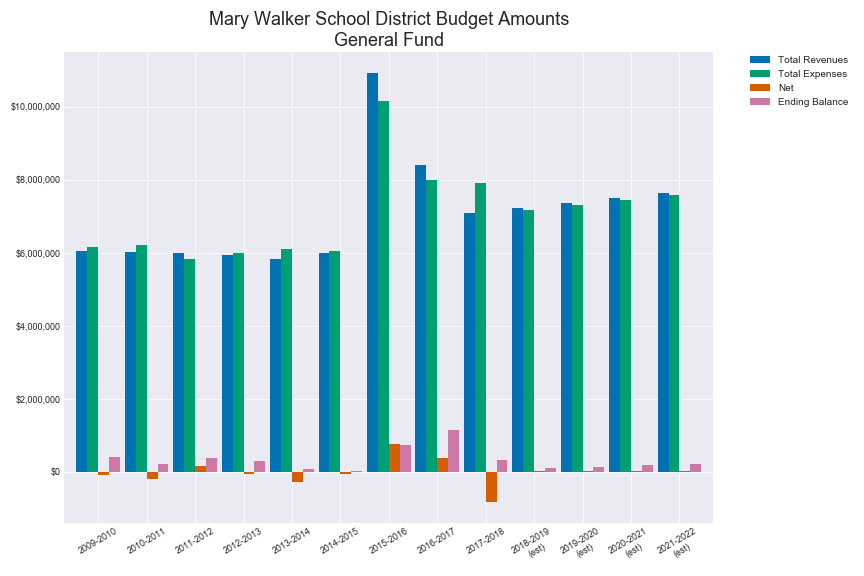 Mary Walker School District Budget Amounts
General Fund
Total Revenues
Total Expenses
Net
Ending Balance
$10,000,000
$8,000,000
$6,000,000
$4,000,000
$2,000,000
$0
2009-2010
2010-2011
2011-2012
2012-2013
2013-2014
2014-2015
2015-2016
2016-2017
2017-2018
2018-2019
(est)
2019-2020
(est)
2020-2021
(est)
2021-2022
(est)